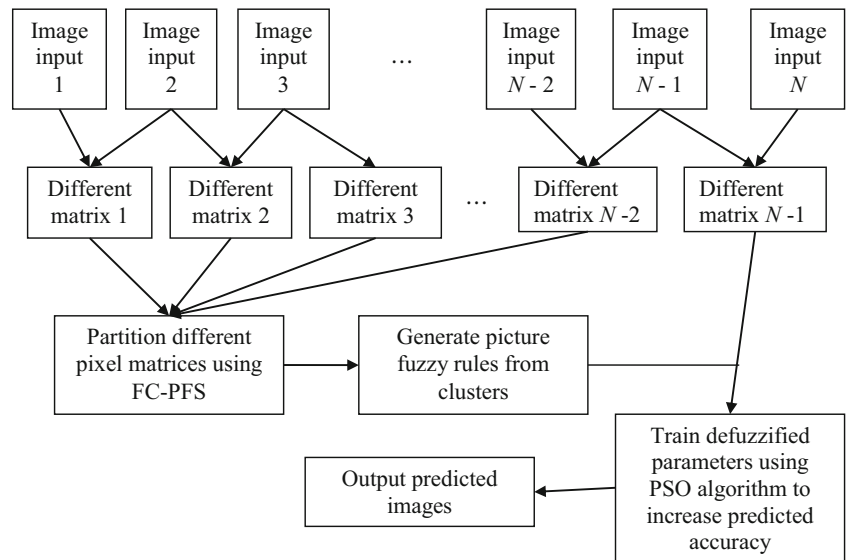 Image
input
1
Image
input
2
Image
input
3
...
Image
input
N - 2
Image
input
N - 1
Image
input
N
Different
matrix 1
Different
matrix 2
Different
matrix 3
...
Different
matrix N -2
Different
matrix N -1
Partition different
pixel matrices using
FC-PFS
Generate picture
fuzzy rules from
clusters
Train defuzzified
parameters using
PSO algorithm to
increase predicted
accuracy
Output predicted
images